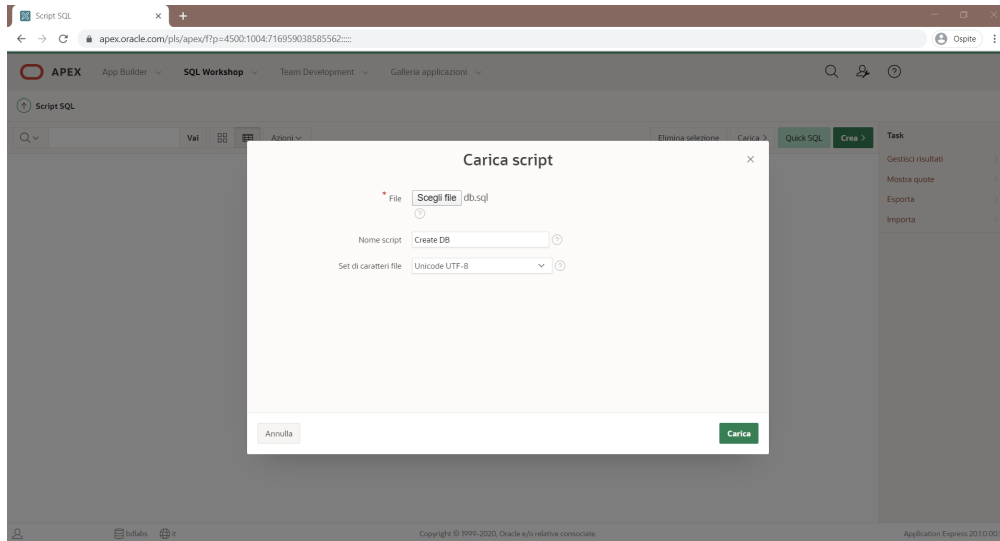 Script SQL
apex.oracle.com/pls/apex/f?p=4500:1004:716959038585562:::::
Ospite
APEX App Builder SQL Workshop Team Development Galleria applicazioni
Script SQL
Vai Azioni Elimina selezione Carica > Quick SQL Crea >
Task
Gestisci risultati
Mostra quote
Esporta
Importa
Carica script
* File Scegli file db.sql
Nome script Create DB
Set di caratteri file Unicode UTF-8
Annulla Carica
bdlabs it Copyright © 1999-2020, Oracle e/o relative consociate. Application Express 20.1.0.00